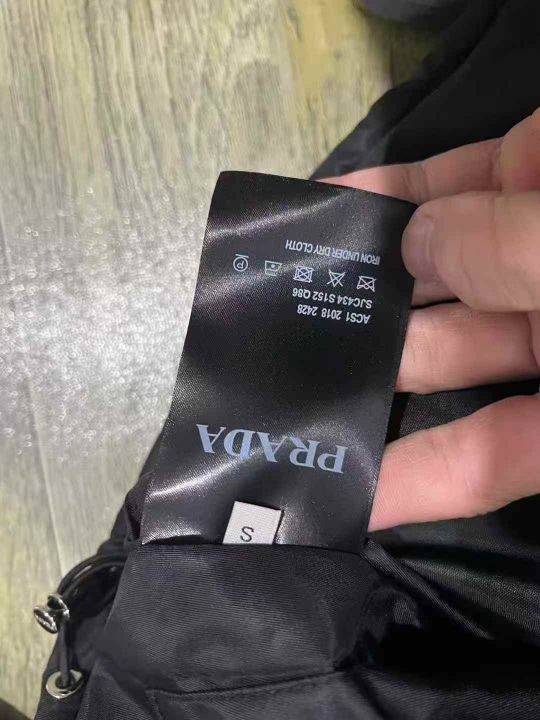 PRADA
ACS1 2018 2428
SJC434 S152 Q86
IRON UNDER DRY CLOTH
P
S